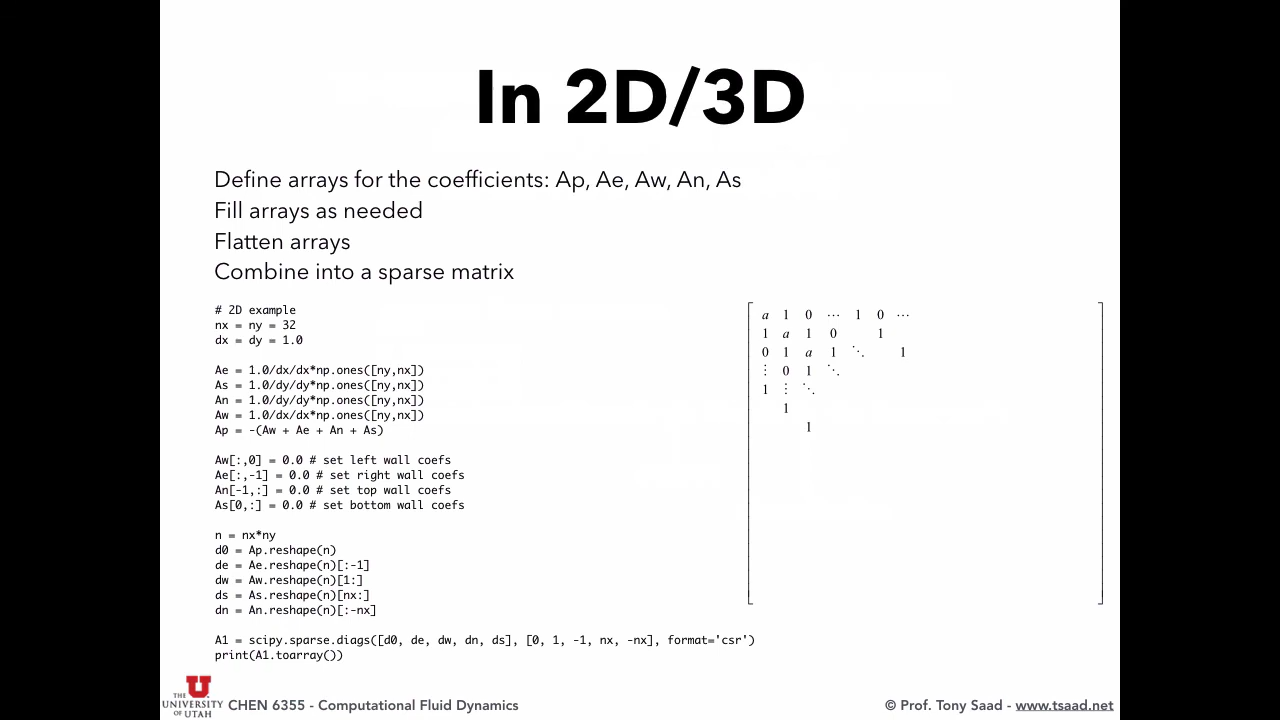 In 2D/3D
Define arrays for the coefficients: Ap, Ae, Aw, An, As
Fill arrays as needed
Flatten arrays
Combine into a sparse matrix
# 2D example
nx = ny = 32
dx = dy = 1.0
Ae = 1.0/dx/dx*np.ones([ny,nx])
As = 1.0/dy/dy*np.ones([ny,nx])
An = 1.0/dy/dy*np.ones([ny,nx])
Aw = 1.0/dx/dx*np.ones([ny,nx])
Ap = -(Aw + Ae + An + As)
Aw[:,0] = 0.0 # set left wall coefs
Ae[:,-1] = 0.0 # set right wall coefs
An[-1,:] = 0.0 # set top wall coefs
As[0,:] = 0.0 # set bottom wall coefs
n = nx*ny
d0 = Ap.reshape(n)
de = Ae.reshape(n)[:-1]
dw = Aw.reshape(n)[1:]
ds = As.reshape(n)[nx:]
dn = An.reshape(n)[:-nx]
A1 = scipy.sparse.diags([d0, de, dw, dn, ds], [0, 1, -1, nx, -nx], format='csr')
print(A1.toarray())
a 1 0 ⋯ 1 0 ⋯
1 a 1 0 1
0 1 a 1 ⋱ 1
⋮ 0 1 ⋱
1 ⋮ ⋱
1
1
THE
UNIVERSITY
OF UTAH
CHEN 6355 - Computational Fluid Dynamics
© Prof. Tony Saad - www.tsaad.net